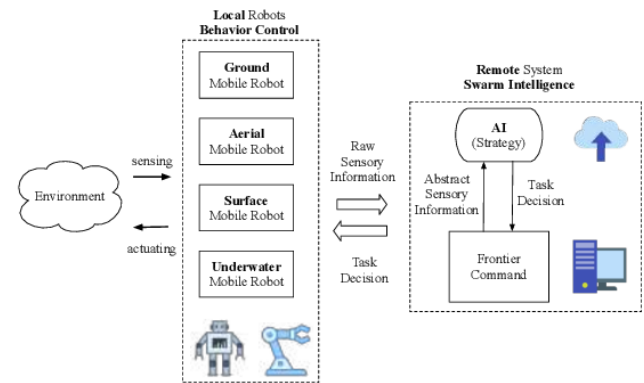 Local Robots
Behavior Control
Ground
Mobile Robot
Aerial
Mobile Robot
Surface
Mobile Robot
Underwater
Mobile Robot
Environment
sensing
actuating
Raw
Sensory
Information
Task
Decision
Remote System
Swarm Intelligence
AI
(Strategy)
Abstract
Sensory
Information
Task
Decision
Frontier
Command